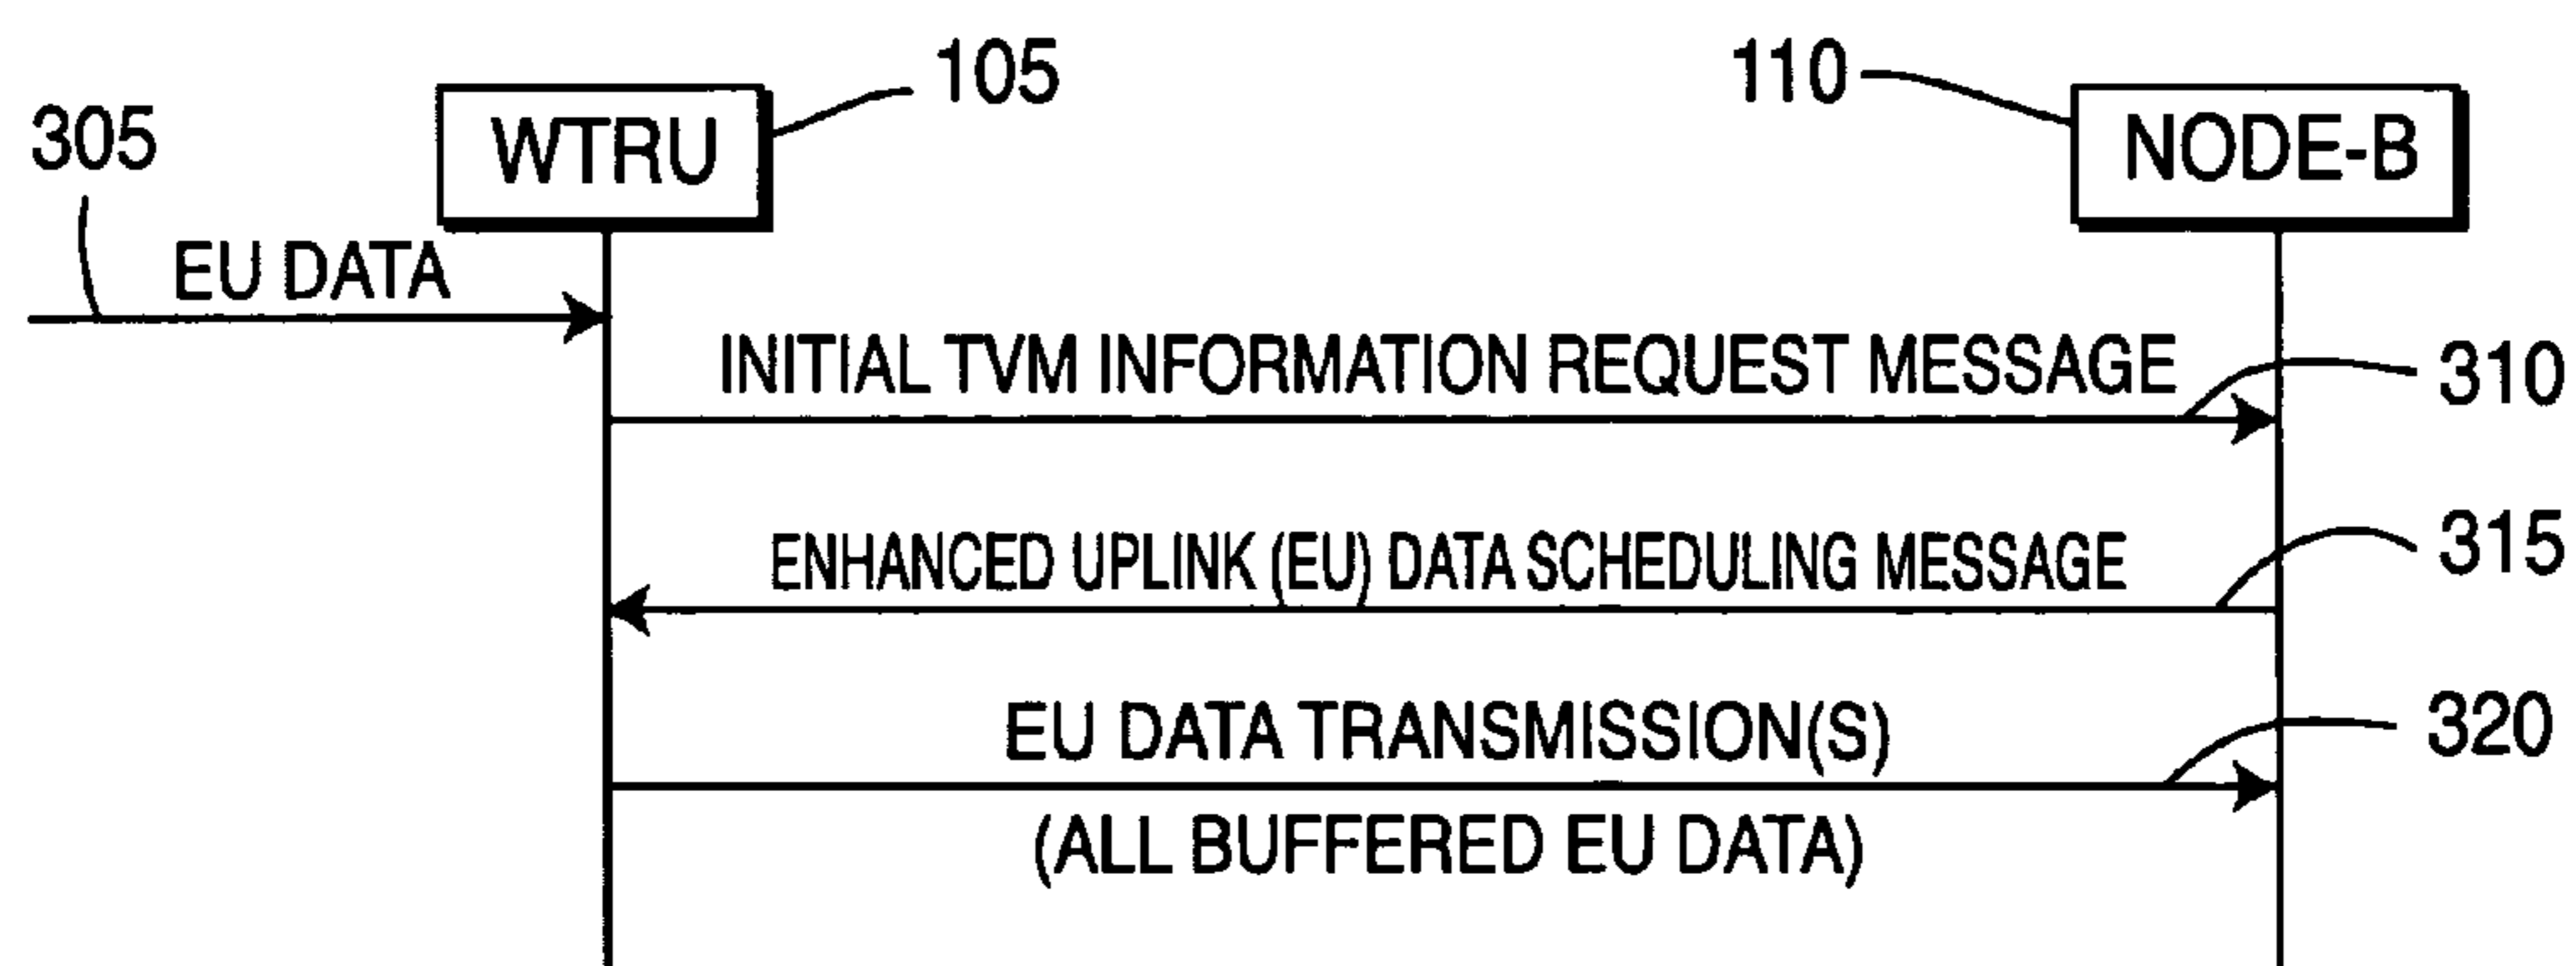 105
110
305
WTRU
NODE-B
EU DATA
INITIAL TVM INFORMATION REQUEST MESSAGE
310
ENHANCED UPLINK (EU) DATA SCHEDULING MESSAGE
315
EU DATA TRANSMISSION(S)
320
(ALL BUFFERED EU DATA)